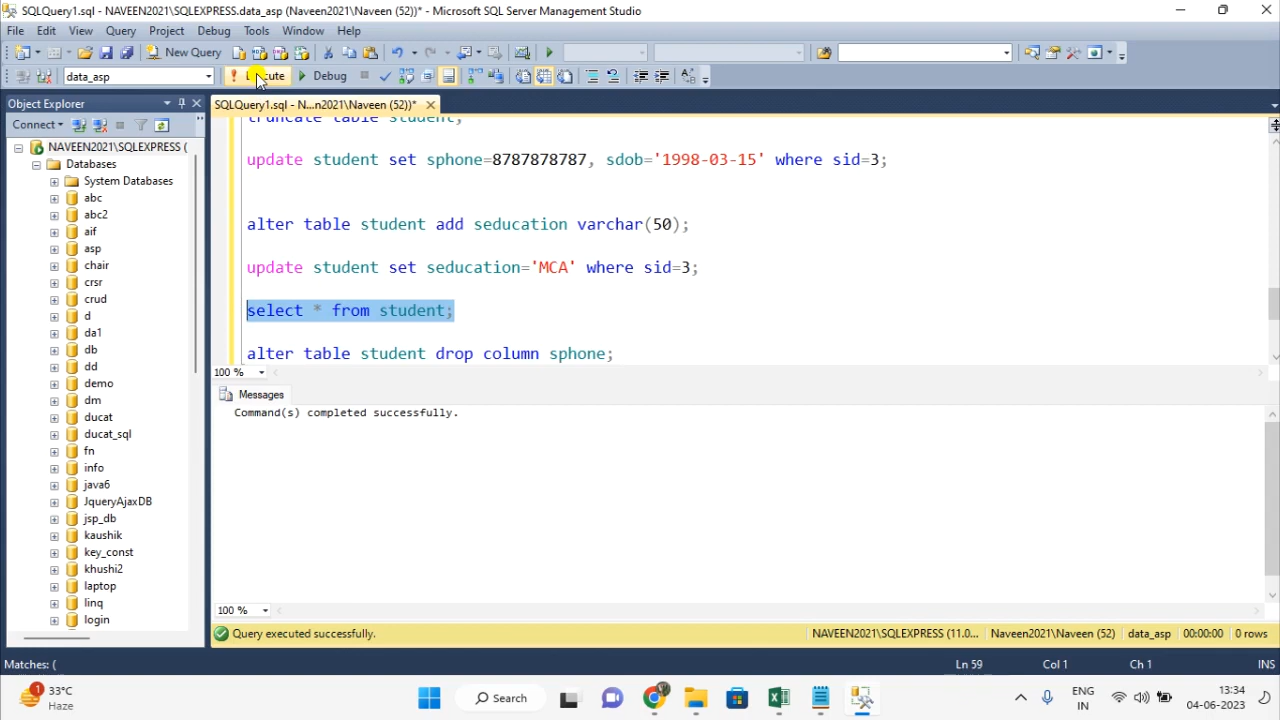 SQLQuery1.sql - NAVEEN2021\SQLEXPRESS.data_asp (Naveen2021\Naveen (52))* - Microsoft SQL Server Management Studio
File Edit View Query Project Debug Tools Window Help
New Query
data_asp Debug
Object Explorer
SQLQuery1.sql - N...n2021\Naveen (52))*
Connect
truncate table student;
NAVEEN2021\SQLEXPRESS (
update student set sphone=8787878787, sdob='1998-03-15' where sid=3;
Databases
System Databases
abc
abc2
alter table student add seducation varchar(50);
aif
asp
chair
update student set seducation='MCA' where sid=3;
crsr
crud
d
select * from student;
da1
db
alter table student drop column sphone;
dd
100 %
demo
Messages
dm
Command(s) completed successfully.
ducat
ducat_sql
fn
info
java6
JqueryAjaxDB
jsp_db
kaushik
key_const
khushi2
laptop
linq
login
100 %
Query executed successfully. NAVEEN2021\SQLEXPRESS (11.0... Naveen2021\Naveen (52) data_asp 00:00:00 0 rows
Matches: ( Ln 59 Col 1 Ch 1 INS
1
33°C
Haze
Search
ENG
IN
13:34
04-06-2023